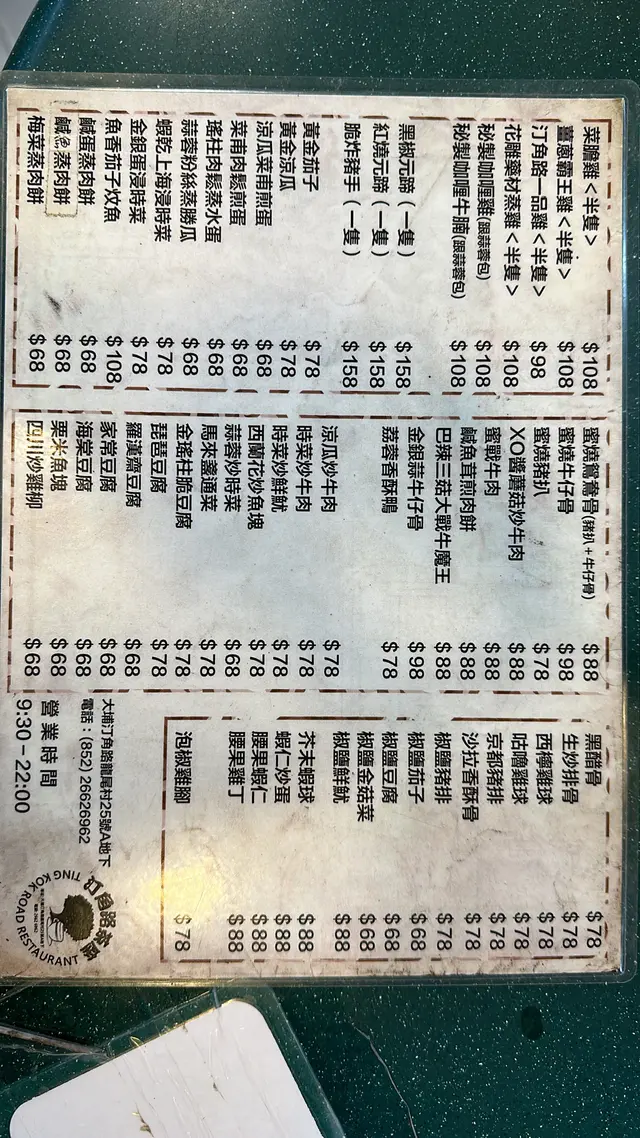 菜膽雞<半隻> $108
薑蔥霸王雞<半隻> $108
汀角路一品雞<半隻> $98
花雕藥材蒸雞<半隻> $108
秘製咖喱雞(跟蒜蓉包) $108
秘製咖喱牛腩(跟蒜蓉包) $108
黑椒元蹄(一隻) $158
紅燒元蹄(一隻) $158
脆炸豬手(一隻) $158
黃金茄子 $78
黃金涼瓜 $78
涼瓜菜甫煎蛋 $68
菜甫肉鬆煎蛋 $68
瑤柱肉鬆蒸水蛋 $68
蒜蓉粉絲蒸勝瓜 $68
蝦乾上海浸時菜 $78
金銀蛋浸時菜 $78
魚香茄子炆魚 $108
鹹蛋蒸肉餅 $68
鹹魚蒸肉餅 $68
梅菜蒸肉餅 $68
蜜燒鴛鴦骨(豬扒+牛仔骨) $88
蜜燒牛仔骨 $98
蜜燒豬扒 $78
XO醬蘑菇炒牛肉 $88
蜜戰牛肉 $88
鹹魚茸煎肉餅 $88
巴辣三菇大戰牛魔王 $88
金銀蒜牛仔骨 $98
荔蓉香酥鴨 $78
涼瓜炒牛肉 $78
時菜炒牛肉 $78
時菜炒鮮魷 $78
西蘭花炒魚塊 $78
蒜蓉炒時菜 $68
馬來盞通菜 $78
金瑤柱脆豆腐 $78
琵琶豆腐 $78
羅漢齋豆腐 $68
家常豆腐 $68
海棠豆腐 $68
粟米魚塊 $68
四川炒雞柳 $68
黑醋骨 $78
生炒排骨 $78
西檸雞球 $78
咕嚕雞球 $78
京都豬排 $78
沙拉香酥骨 $78
椒鹽豬排 $78
椒鹽茄子 $68
椒鹽豆腐 $68
椒鹽金菇菜 $68
椒鹽鮮魷 $88
芥末蝦球 $88
蝦仁炒蛋 $88
腰果蝦仁 $88
腰果雞丁 $88
泡椒雞腳 $78
大埔汀角路龍尾村25號A地下
電話：(852) 26626962
營業時間
9:30－22:00
汀角路茶園
TING KOK ROAD RESTAURANT